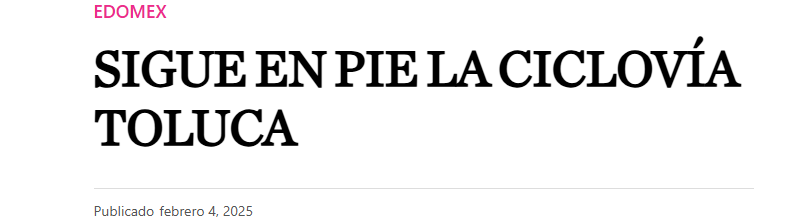 EDOMEX
SIGUE EN PIE LA CICLOVÍA
TOLUCA
Publicado febrero 4, 2025